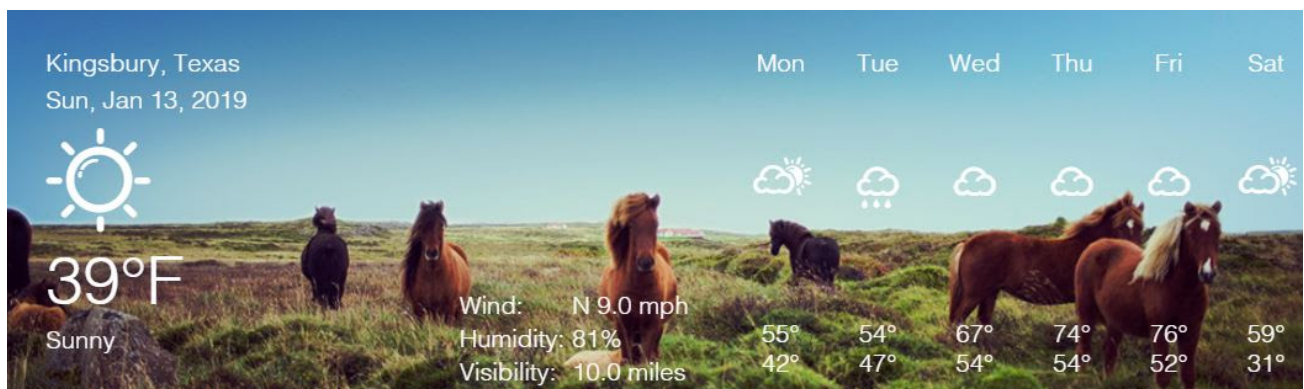 Kingsbury, Texas
Sun, Jan 13, 2019
Mon Tue Wed Thu Fri Sat
39°F
Sunny
Wind: N 9.0 mph
Humidity: 81%
Visibility: 10.0 miles
55° 54° 67° 74° 76° 59°
42° 47° 54° 54° 52° 31°